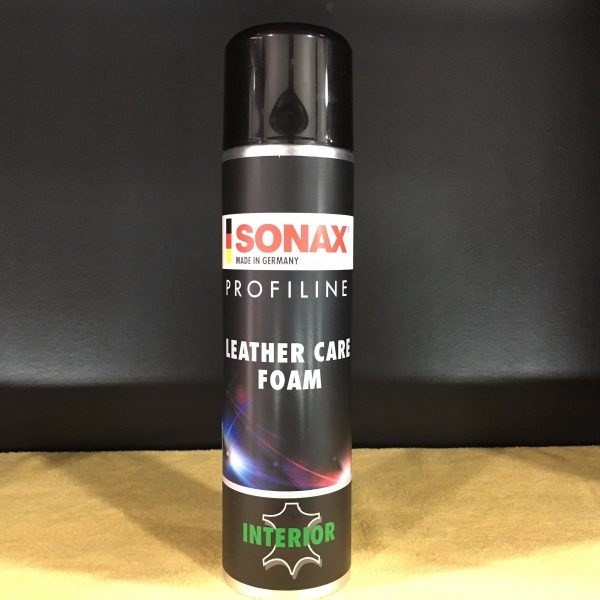 SONAX®
MADE IN GERMANY
PROFILINE
LEATHER CARE
FOAM
INTERIOR